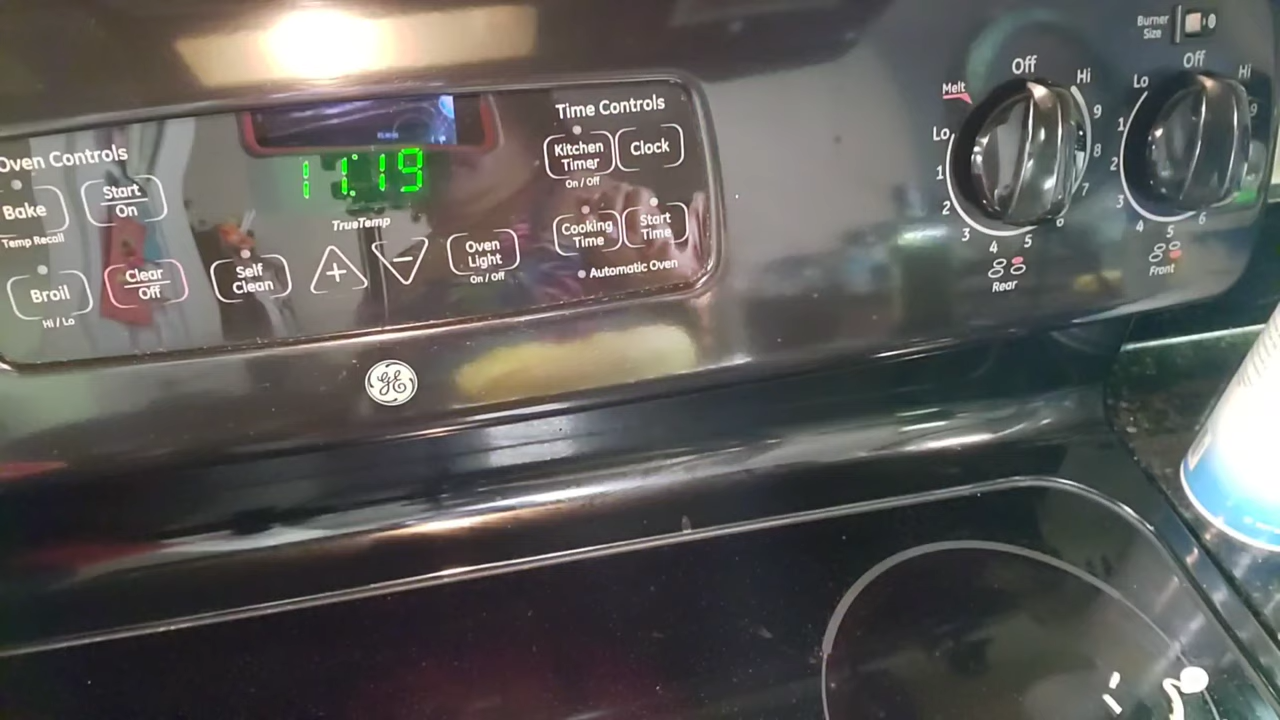 Oven Controls
Bake
Temp Recall
Start
On
Broil
Hi / Lo
Clear
Off
Self
Clean
11:19
TrueTemp
+
-
Oven
Light
On / Off
Time Controls
Kitchen
Timer
On / Off
Clock
Cooking
Time
Start
Time
Automatic Oven
GE
Off
Hi
9
8
7
6
5
4
3
2
1
Lo
Melt
Rear
Burner
Size
Off
Hi
9
6
5
4
3
2
1
Lo
Front